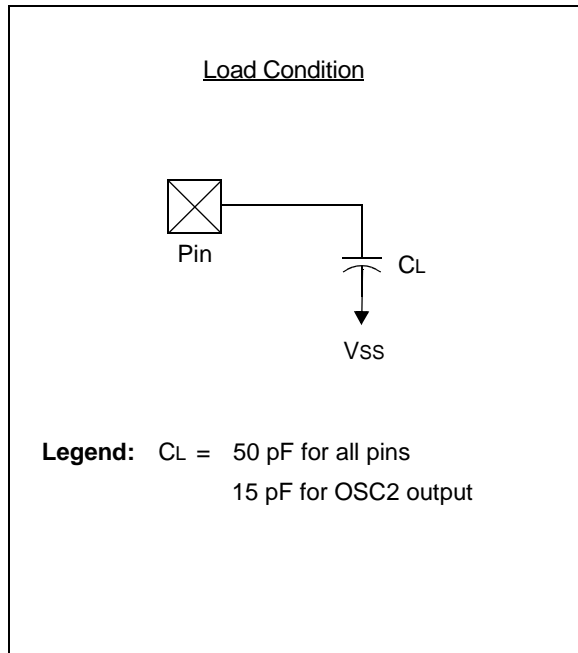 Load Condition
Pin
CL
VSS
Legend: CL = 50 pF for all pins
15 pF for OSC2 output